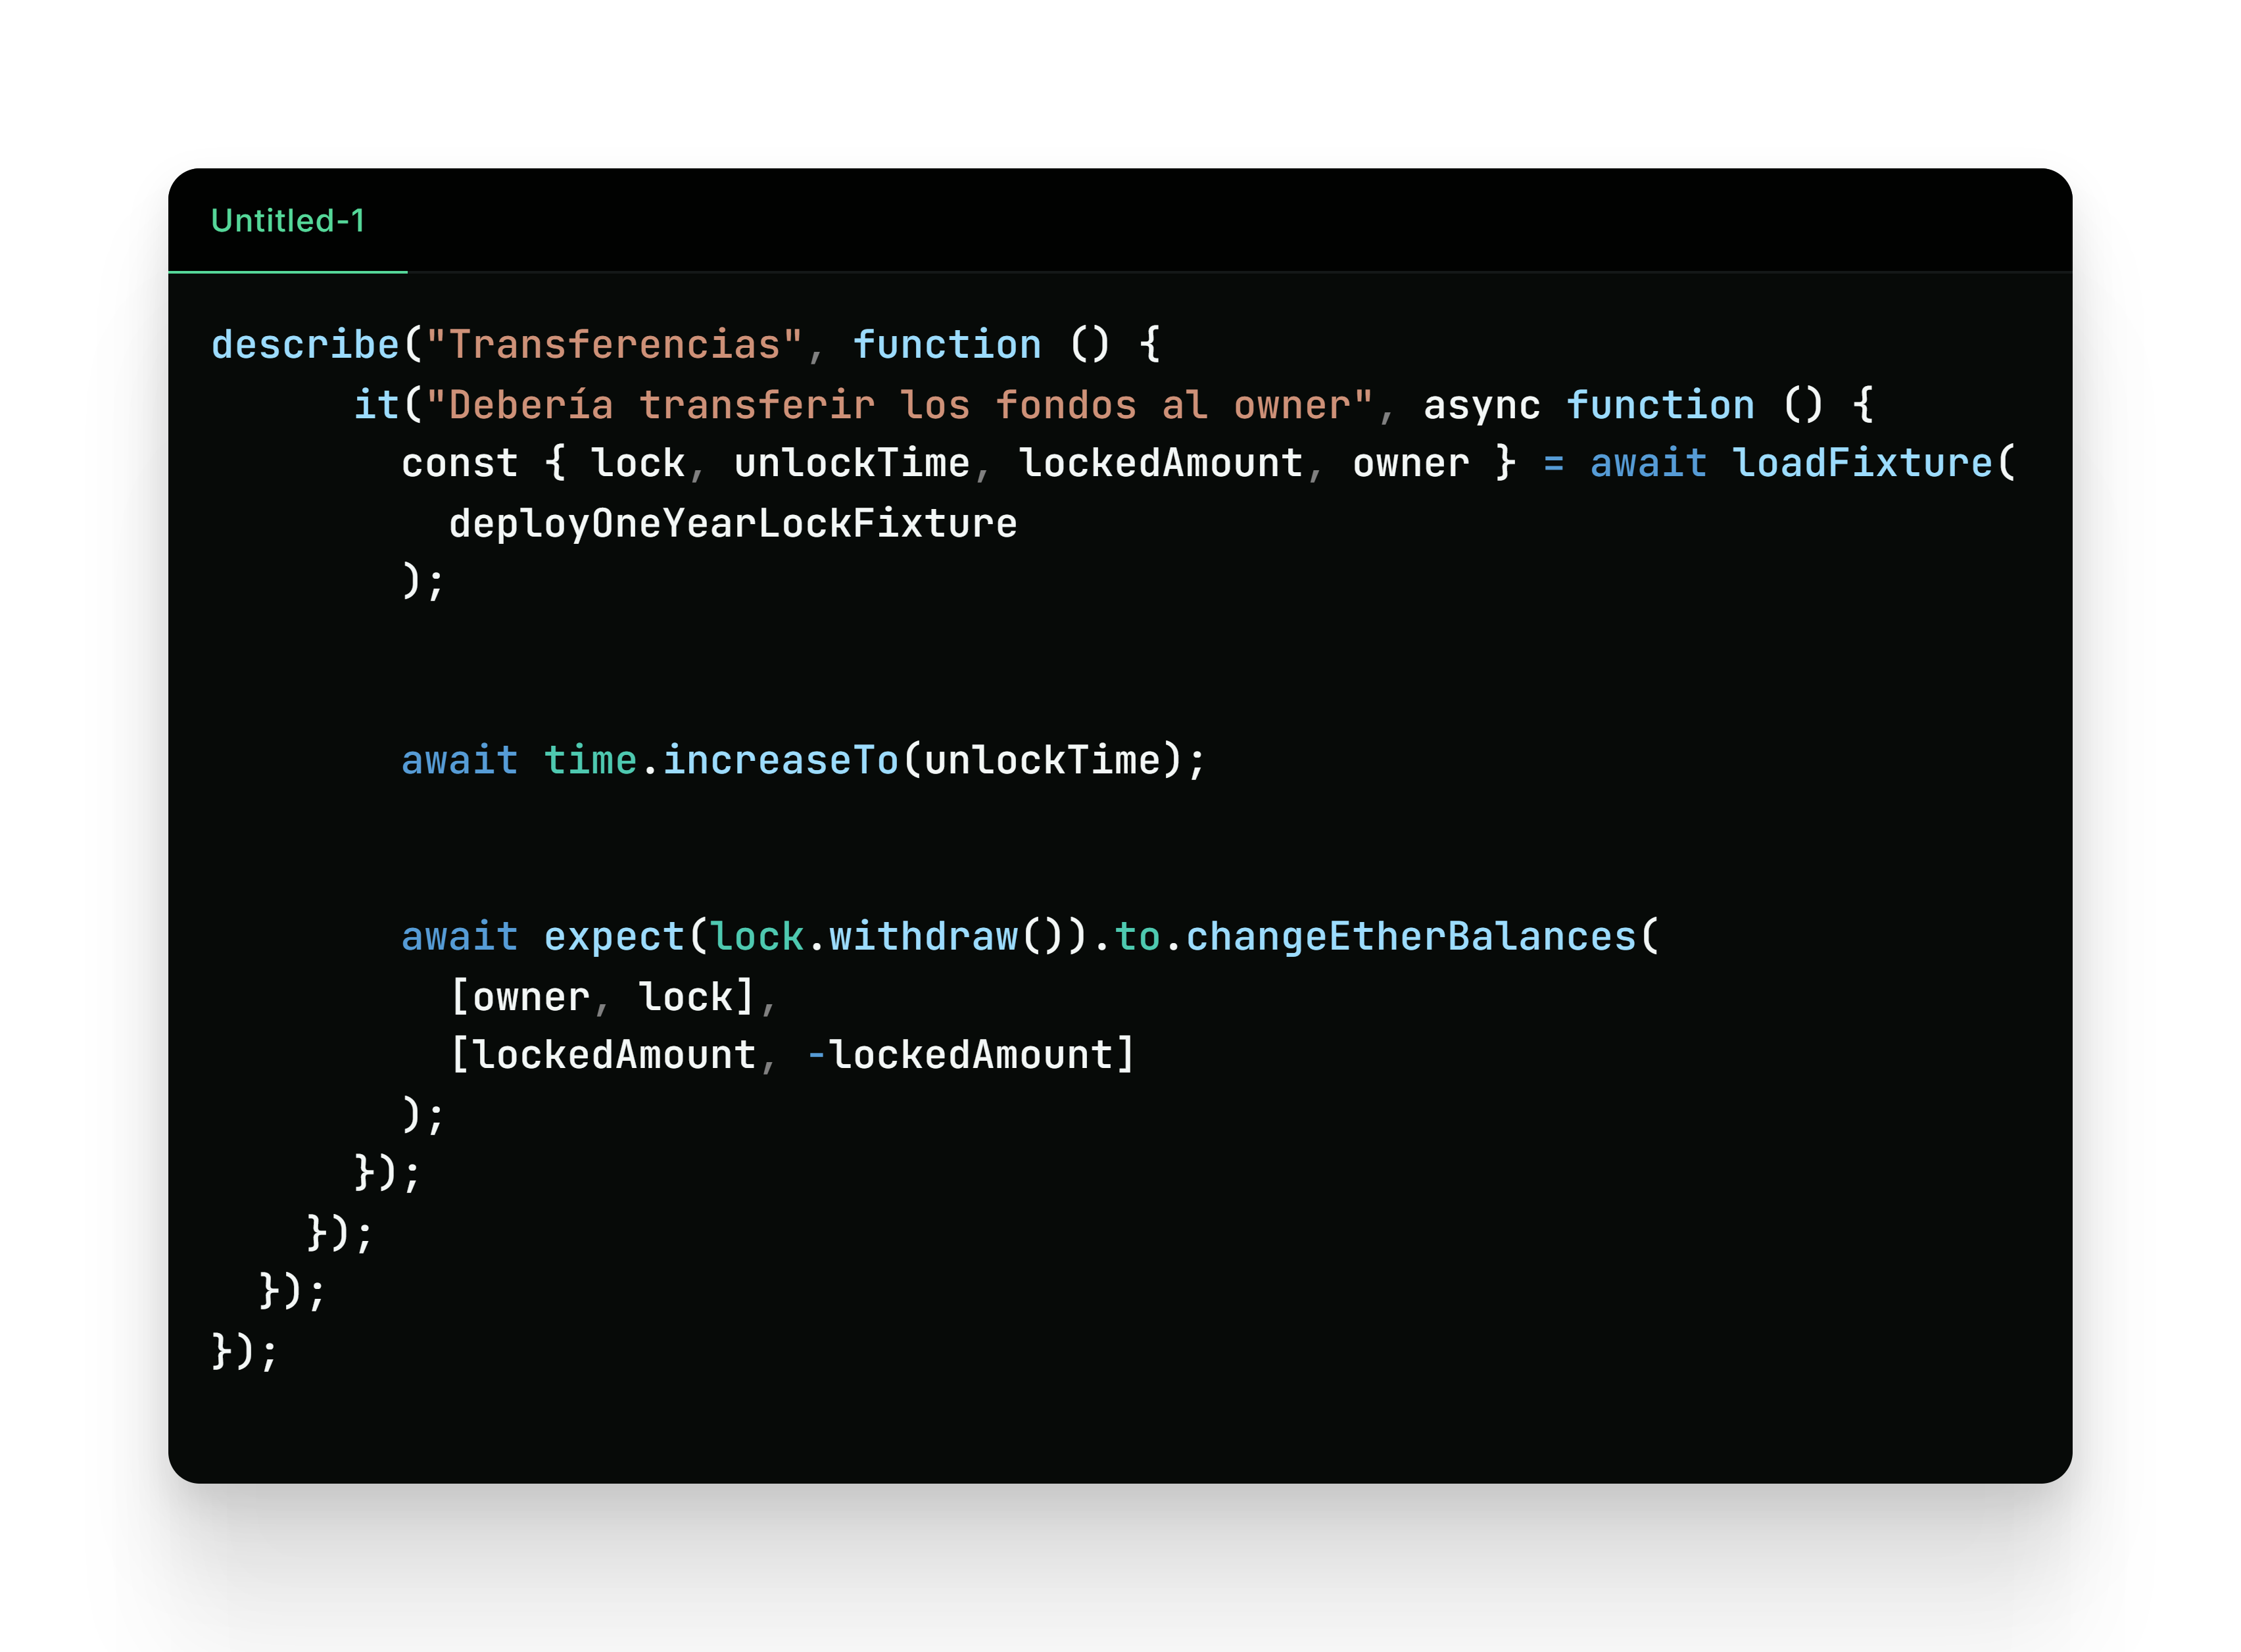 Untitled-1
describe("Transferencias", function () {
      it("Debería transferir los fondos al owner", async function () {
        const { lock, unlockTime, lockedAmount, owner } = await loadFixture(
          deployOneYearLockFixture
        );
        await time.increaseTo(unlockTime);
        await expect(lock.withdraw()).to.changeEtherBalances(
          [owner, lock],
          [lockedAmount, -lockedAmount]
        );
      });
    });
  });
});